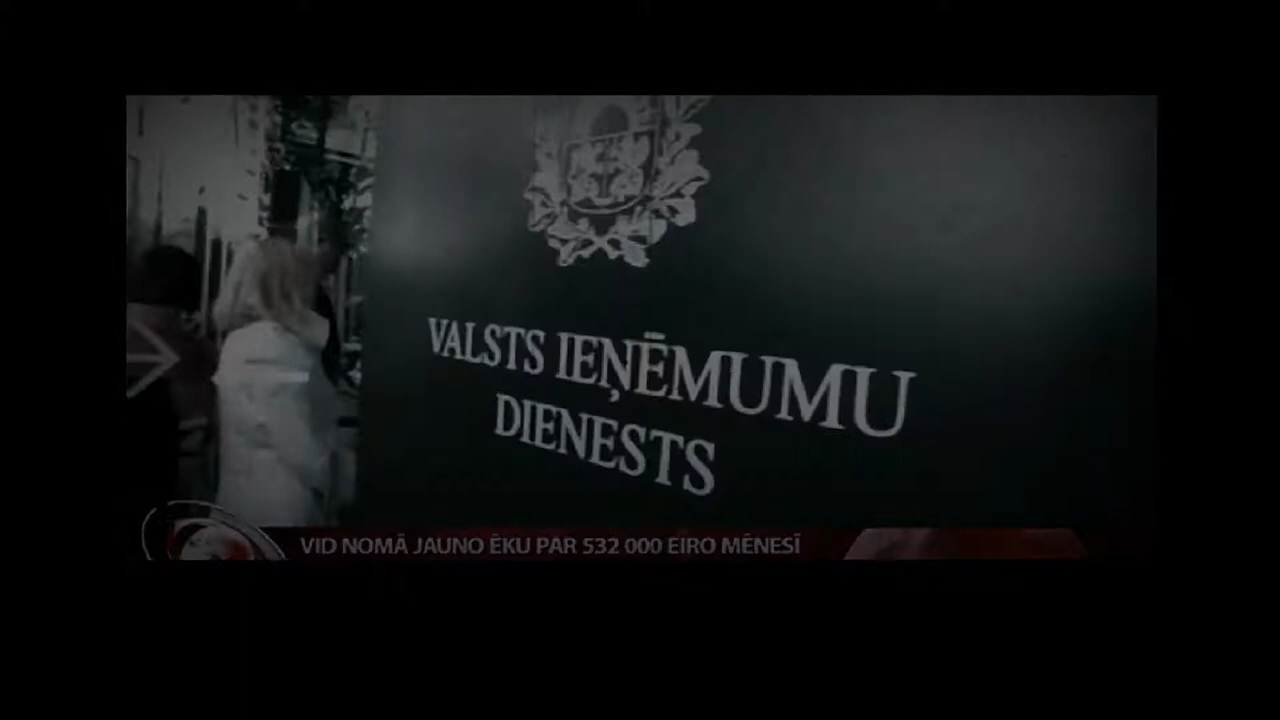 VALSTS IEŅĒMUMU
DIENESTS
VID NOMĀ JAUNO ĒKU PAR 532 000 EIRO MĒNESĪ